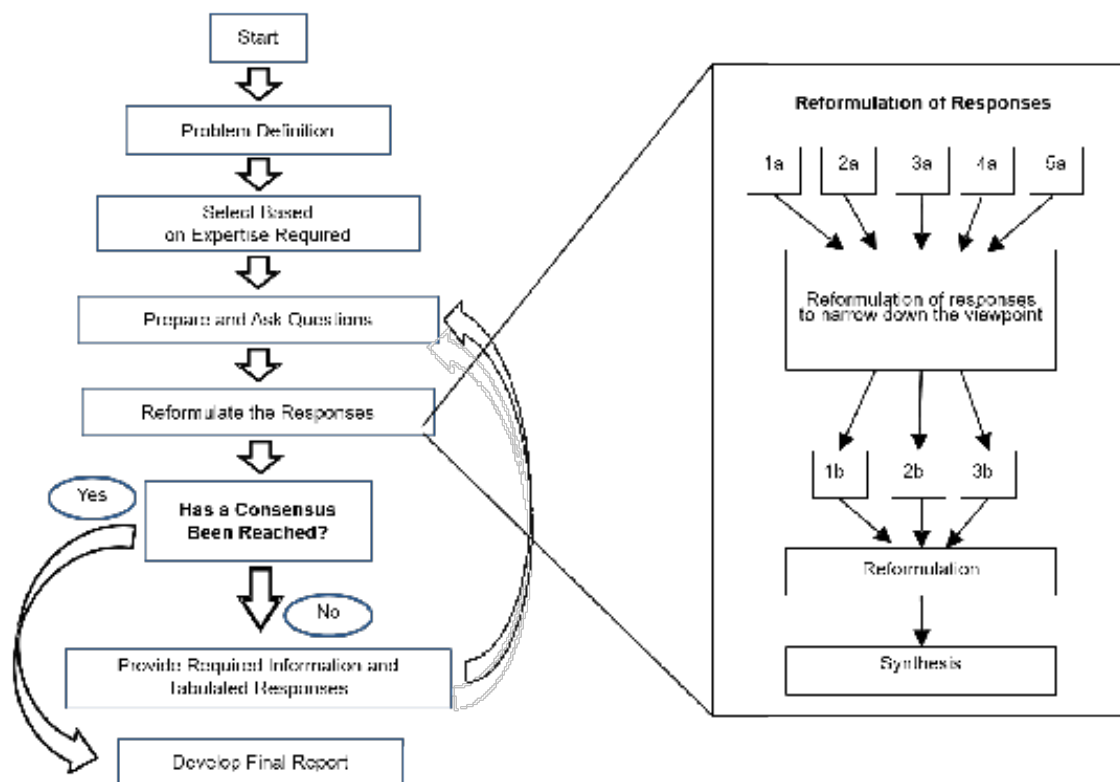 Start
Problem Definition
Select Based
on Expertise Required
Prepare and Ask Questions
Reformulate the Responses
Yes
Has a Consensus
Been Reached?
No
Provide Required Information and
Tabulated Responses
Develop Final Report
Reformulation of Responses
1a 2a 3a 4a 5a
Reformulation of responses
to narrow down the viewpoint
1b 2b 3b
Reformulation
Synthesis